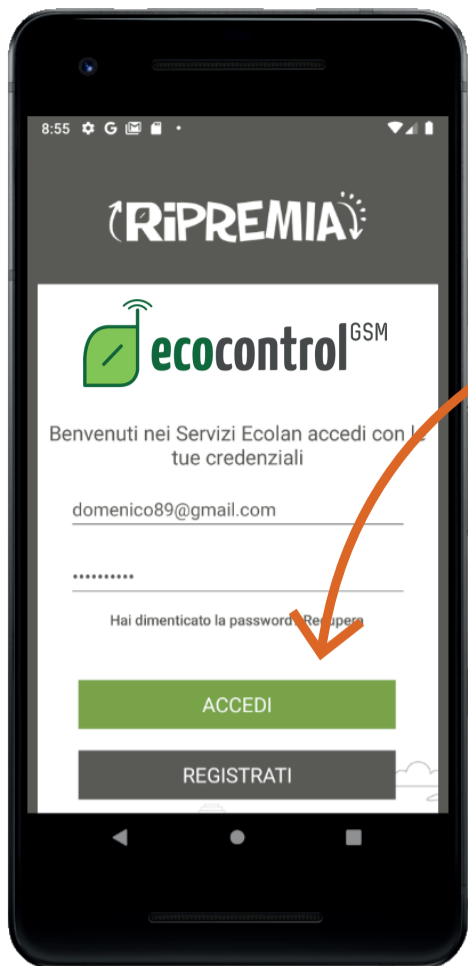 8:55
RiPREMIA
ecocontrol GSM
Benvenuti nei Servizi Ecolan accedi con le
tue credenziali
domenico89@gmail.com
••••••••••
Hai dimenticato la password? Recupera
ACCEDI
REGISTRATI